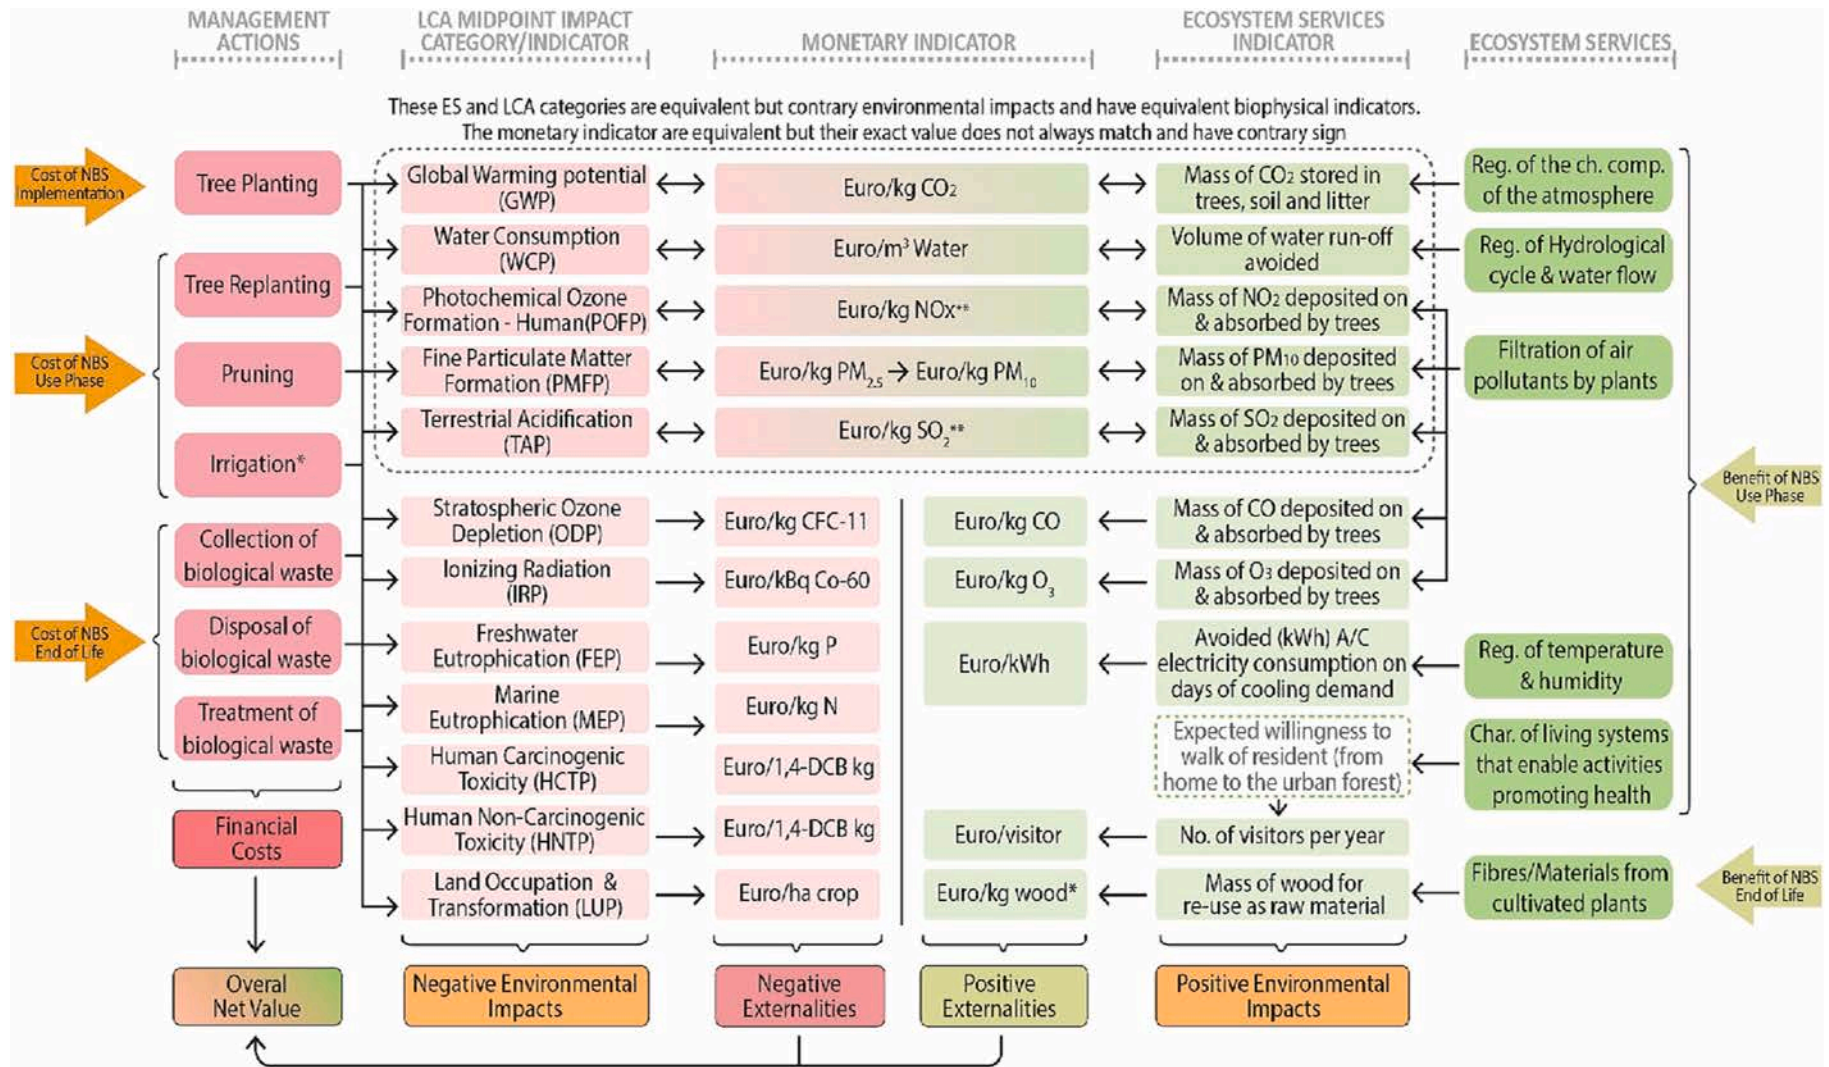 MANAGEMENT
ACTIONS
LCA MIDPOINT IMPACT
CATEGORY/INDICATOR
MONETARY INDICATOR
ECOSYSTEM SERVICES
INDICATOR
ECOSYSTEM SERVICES
These ES and LCA categories are equivalent but contrary environmental impacts and have equivalent biophysical indicators.
The monetary indicator are equivalent but their exact value does not always match and have contrary sign
Cost of NBS
Implementation
Tree Planting
Tree Replanting
Cost of NBS
Use Phase
Pruning
Irrigation*
Collection of
biological waste
Cost of NBS
End of Life
Disposal of
biological waste
Treatment of
biological waste
Financial
Costs
Overal
Net Value
Global Warming potential
(GWP)
Water Consumption
(WCP)
Photochemical Ozone
Formation - Human(POFP)
Fine Particulate Matter
Formation (PMFP)
Terrestrial Acidification
(TAP)
Stratospheric Ozone
Depletion (ODP)
Ionizing Radiation
(IRP)
Freshwater
Eutrophication (FEP)
Marine
Eutrophication (MEP)
Human Carcinogenic
Toxicity (HCTP)
Human Non-Carcinogenic
Toxicity (HNTP)
Land Occupation &
Transformation (LUP)
Negative Environmental
Impacts
Euro/kg CO2
Euro/m³ Water
Euro/kg NOx**
Euro/kg PM2.5 → Euro/kg PM10
Euro/kg SO2**
Euro/kg CFC-11
Euro/kBq Co-60
Euro/kg P
Euro/kg N
Euro/1,4-DCB kg
Euro/1,4-DCB kg
Euro/ha crop
Negative
Externalities
Euro/kg CO
Euro/kg O3
Euro/kWh
Euro/visitor
Euro/kg wood*
Positive
Externalities
Mass of CO2 stored in
trees, soil and litter
Volume of water run-off
avoided
Mass of NO2 deposited on
& absorbed by trees
Mass of PM10 deposited
on & absorbed by trees
Mass of SO2 deposited on
& absorbed by trees
Mass of CO deposited on
& absorbed by trees
Mass of O3 deposited on
& absorbed by trees
Avoided (kWh) A/C
electricity consumption on
days of cooling demand
Expected willingness to
walk of resident (from
home to the urban forest)
No. of visitors per year
Mass of wood for
re-use as raw material
Positive Environmental
Impacts
Reg. of the ch. comp.
of the atmosphere
Reg. of Hydrological
cycle & water flow
Filtration of air
pollutants by plants
Reg. of temperature
& humidity
Char. of living systems
that enable activities
promoting health
Fibres/Materials from
cultivated plants
Benefit of NBS
Use Phase
Benefit of NBS
End of Life